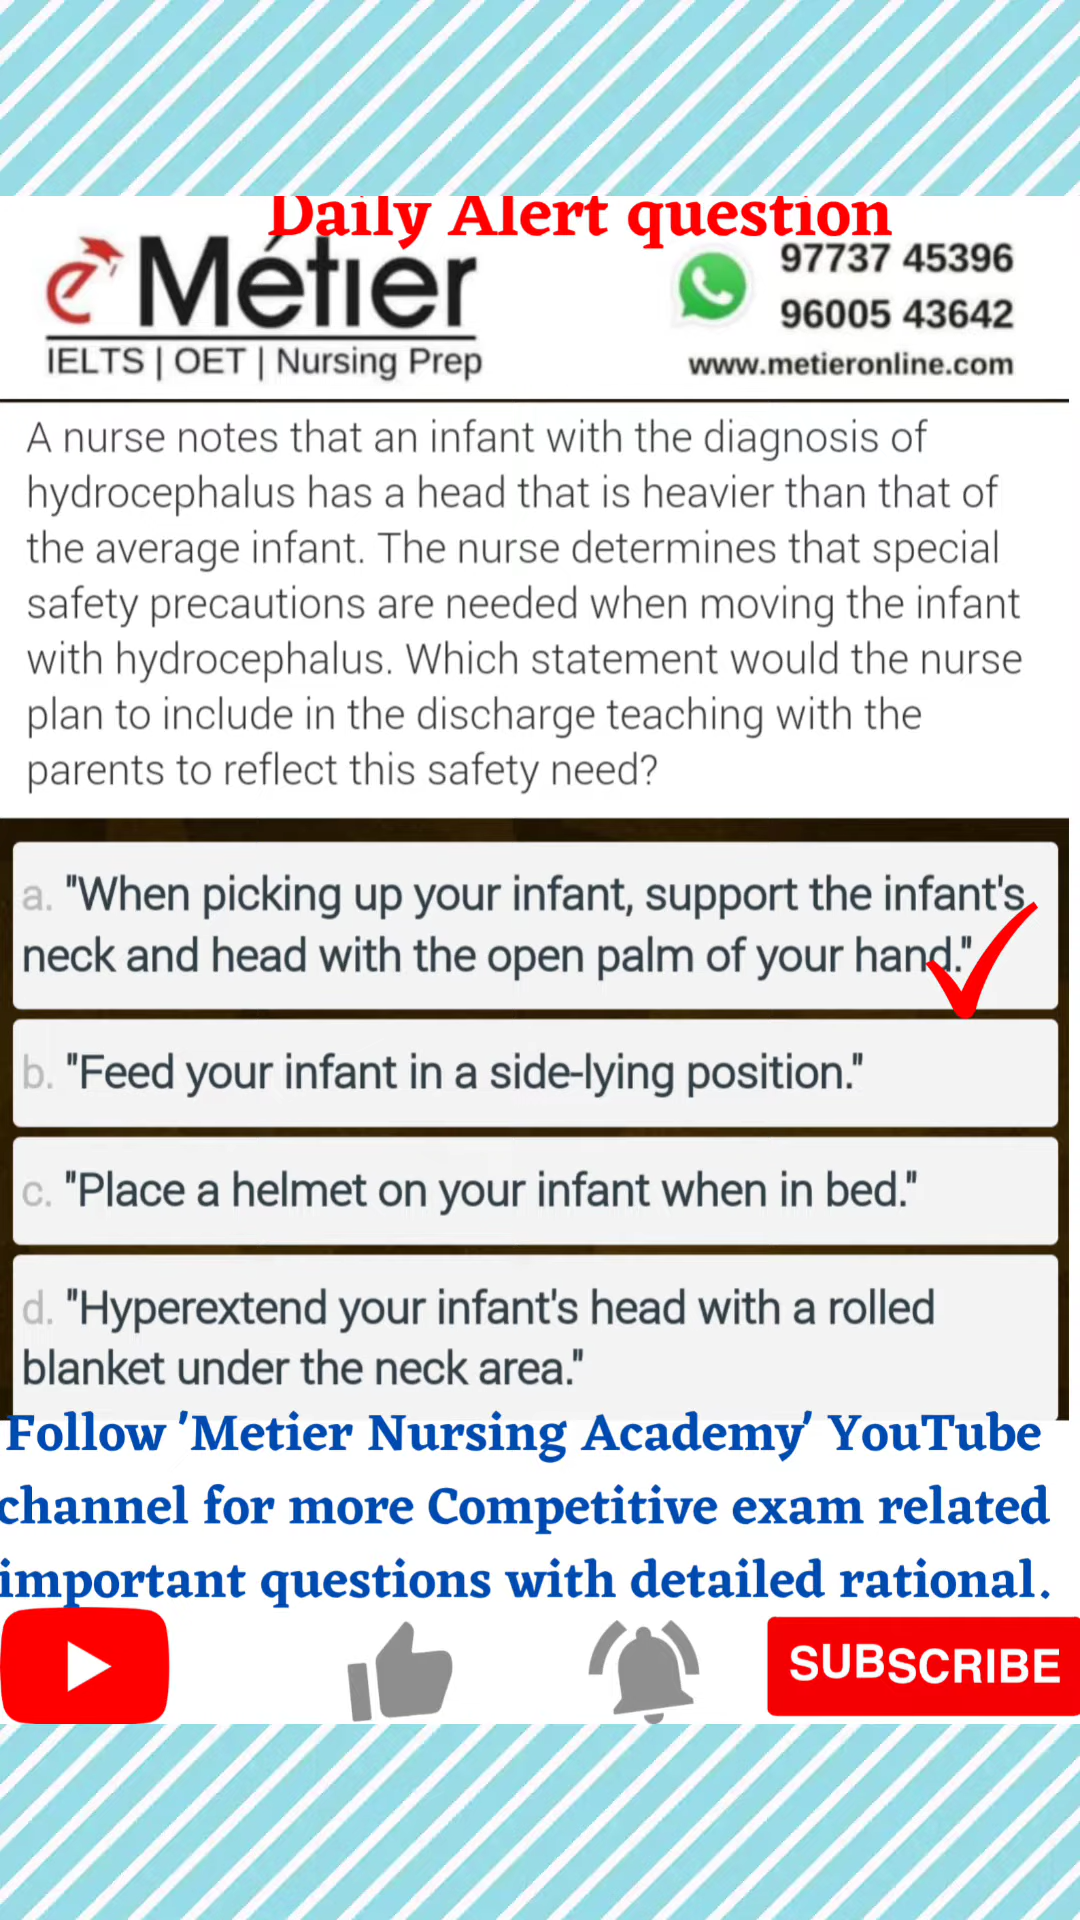 Daily Alert question
e Métier
IELTS | OET | Nursing Prep
97737 45396
96005 43642
www.metieronline.com
A nurse notes that an infant with the diagnosis of
hydrocephalus has a head that is heavier than that of
the average infant. The nurse determines that special
safety precautions are needed when moving the infant
with hydrocephalus. Which statement would the nurse
plan to include in the discharge teaching with the
parents to reflect this safety need?
a. "When picking up your infant, support the infant's
neck and head with the open palm of your hand."
b. "Feed your infant in a side-lying position."
c. "Place a helmet on your infant when in bed."
d. "Hyperextend your infant's head with a rolled
blanket under the neck area."
Follow 'Metier Nursing Academy' YouTube
channel for more Competitive exam related
important questions with detailed rational.
SUBSCRIBE